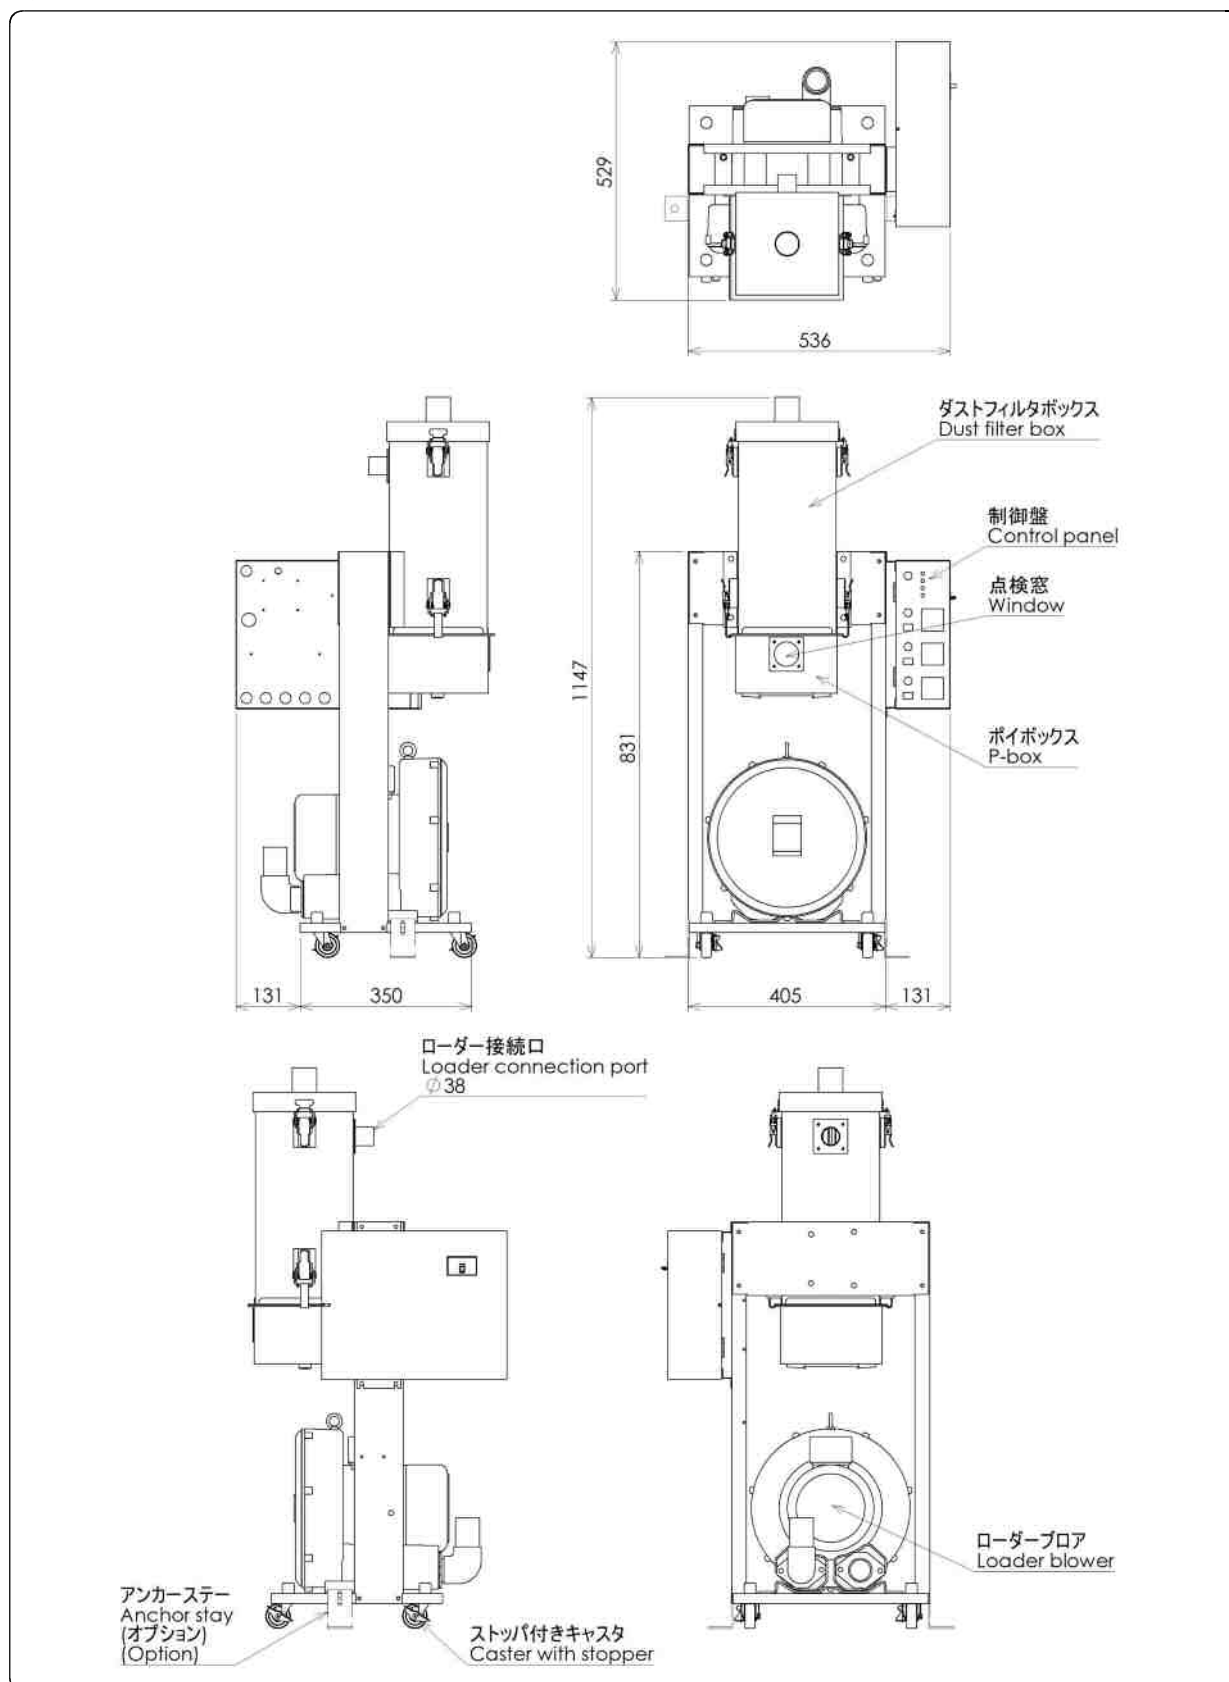 529
536
ダストフィルタボックス
Dust filter box
制御盤
Control panel
点検窓
Window
1147
831
ポイボックス
P-box
131
350
405
131
ローダー接続口
Loader connection port
∅38
ローダーブロア
Loader blower
アンカーステー
Anchor stay
(オプション)
(Option)
ストッパ付きキャスタ
Caster with stopper